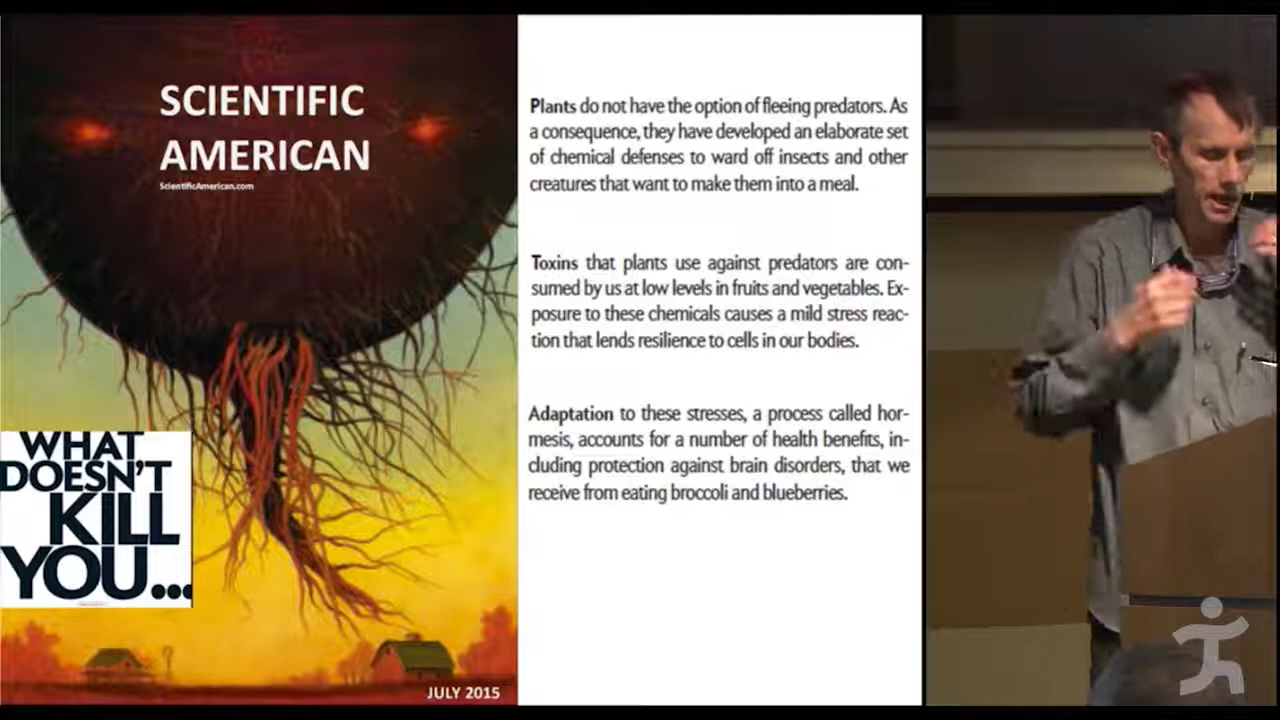 SCIENTIFIC
AMERICAN
ScientificAmerican.com
WHAT
DOESN'T
KILL
YOU...
JULY 2015
Plants do not have the option of fleeing predators. As
a consequence, they have developed an elaborate set
of chemical defenses to ward off insects and other
creatures that want to make them into a meal.
Toxins that plants use against predators are con-
sumed by us at low levels in fruits and vegetables. Ex-
posure to these chemicals causes a mild stress reac-
tion that lends resilience to cells in our bodies.
Adaptation to these stresses, a process called hor-
mesis, accounts for a number of health benefits, in-
cluding protection against brain disorders, that we
receive from eating broccoli and blueberries.